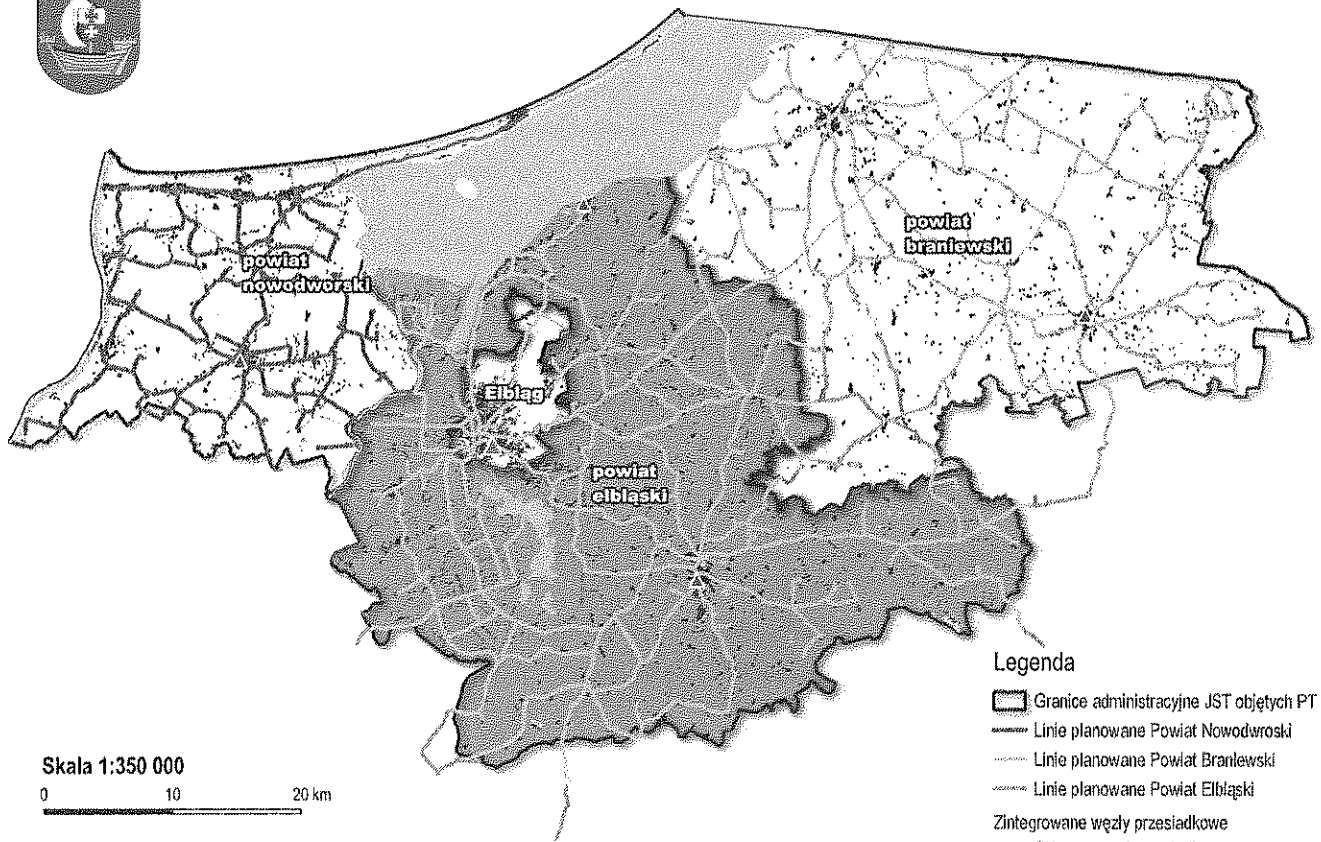 powiat
braniewski
powiat
nowodworski
Elbląg
powiat
elbląski
Legenda
Granice administracyjne JST objętych PT
Linie planowane Powiat Nowodwroski
Linie planowane Powiat Braniewski
Linie planowane Powiat Elbląski
Zintegrowane węzły przesiadkowe
Skala 1:350 000
0 10 20 km